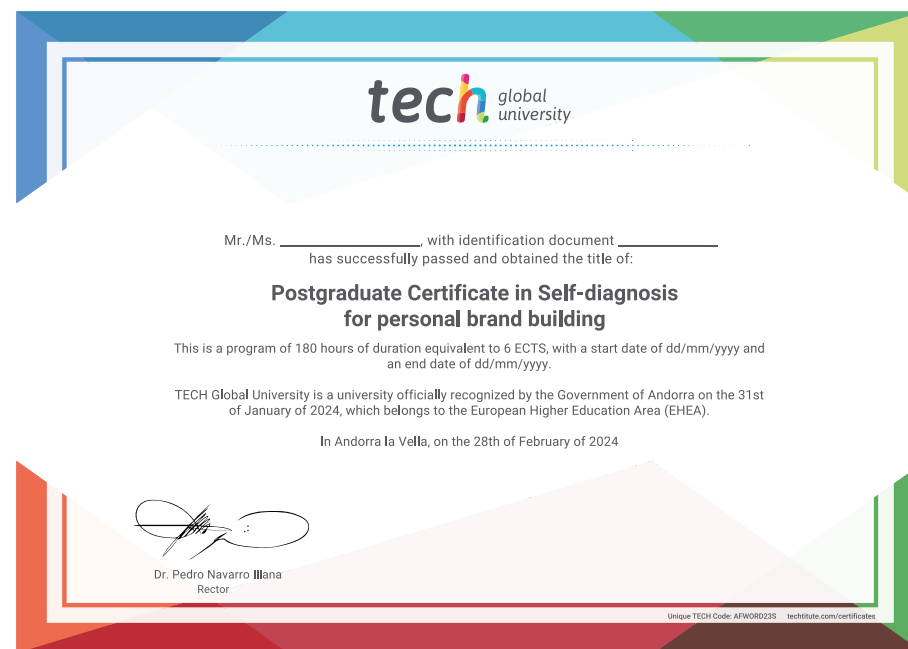 tech global university
Mr./Ms. ____________________, with identification document ______________
has successfully passed and obtained the title of:
Postgraduate Certificate in Self-diagnosis
for personal brand building
This is a program of 180 hours of duration equivalent to 6 ECTS, with a start date of dd/mm/yyyy and
an end date of dd/mm/yyyy.
TECH Global University is a university officially recognized by the Government of Andorra on the 31st
of January of 2024, which belongs to the European Higher Education Area (EHEA).
In Andorra la Vella, on the 28th of February of 2024
Dr. Pedro Navarro Illana
Rector
Unique TECH Code: AFWORD23S techtitute.com/certificates